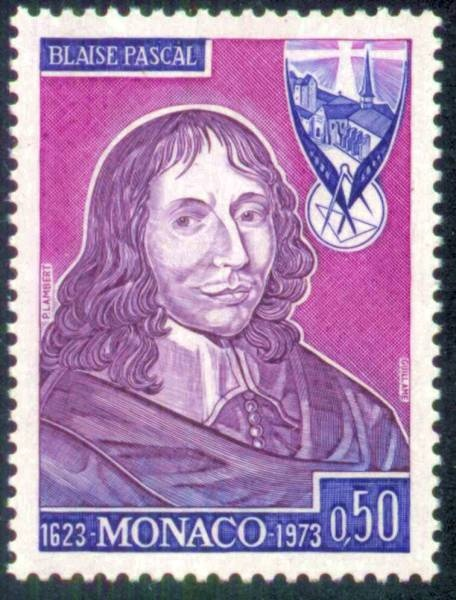 BLAISE PASCAL
P.LAMBERT
GUILLAME
1623-MONACO-1973 0,50